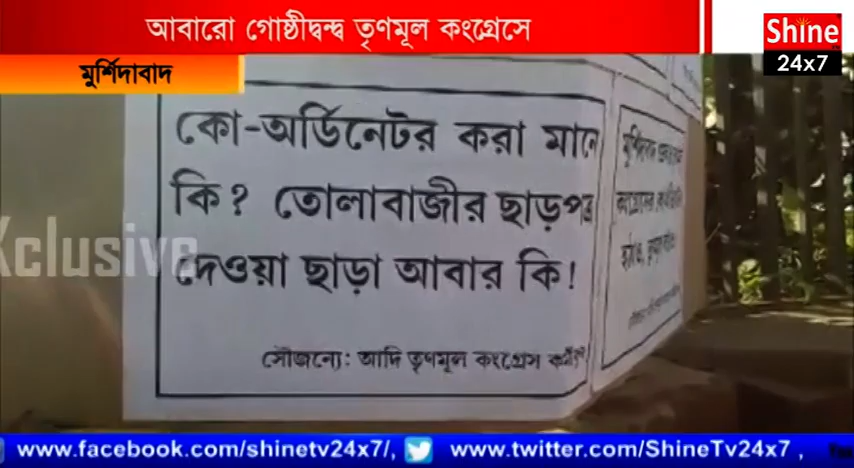 আবারো গোষ্ঠীদ্বন্দ্ব তৃণমূল কংগ্রেসে
Shine
24x7
মুর্শিদাবাদ
কো-অর্ডিনেটর করা মানে
কি? তোলাবাজীর ছাড়পত্র
দেওয়া ছাড়া আবার কি!
সৌজন্যে: আদি তৃণমূল কংগ্রেস
মুর্শিদাবাদ
xclusive
www.facebook.com/shinetv24x7/, www.twitter.com/ShineTv24x7 ,